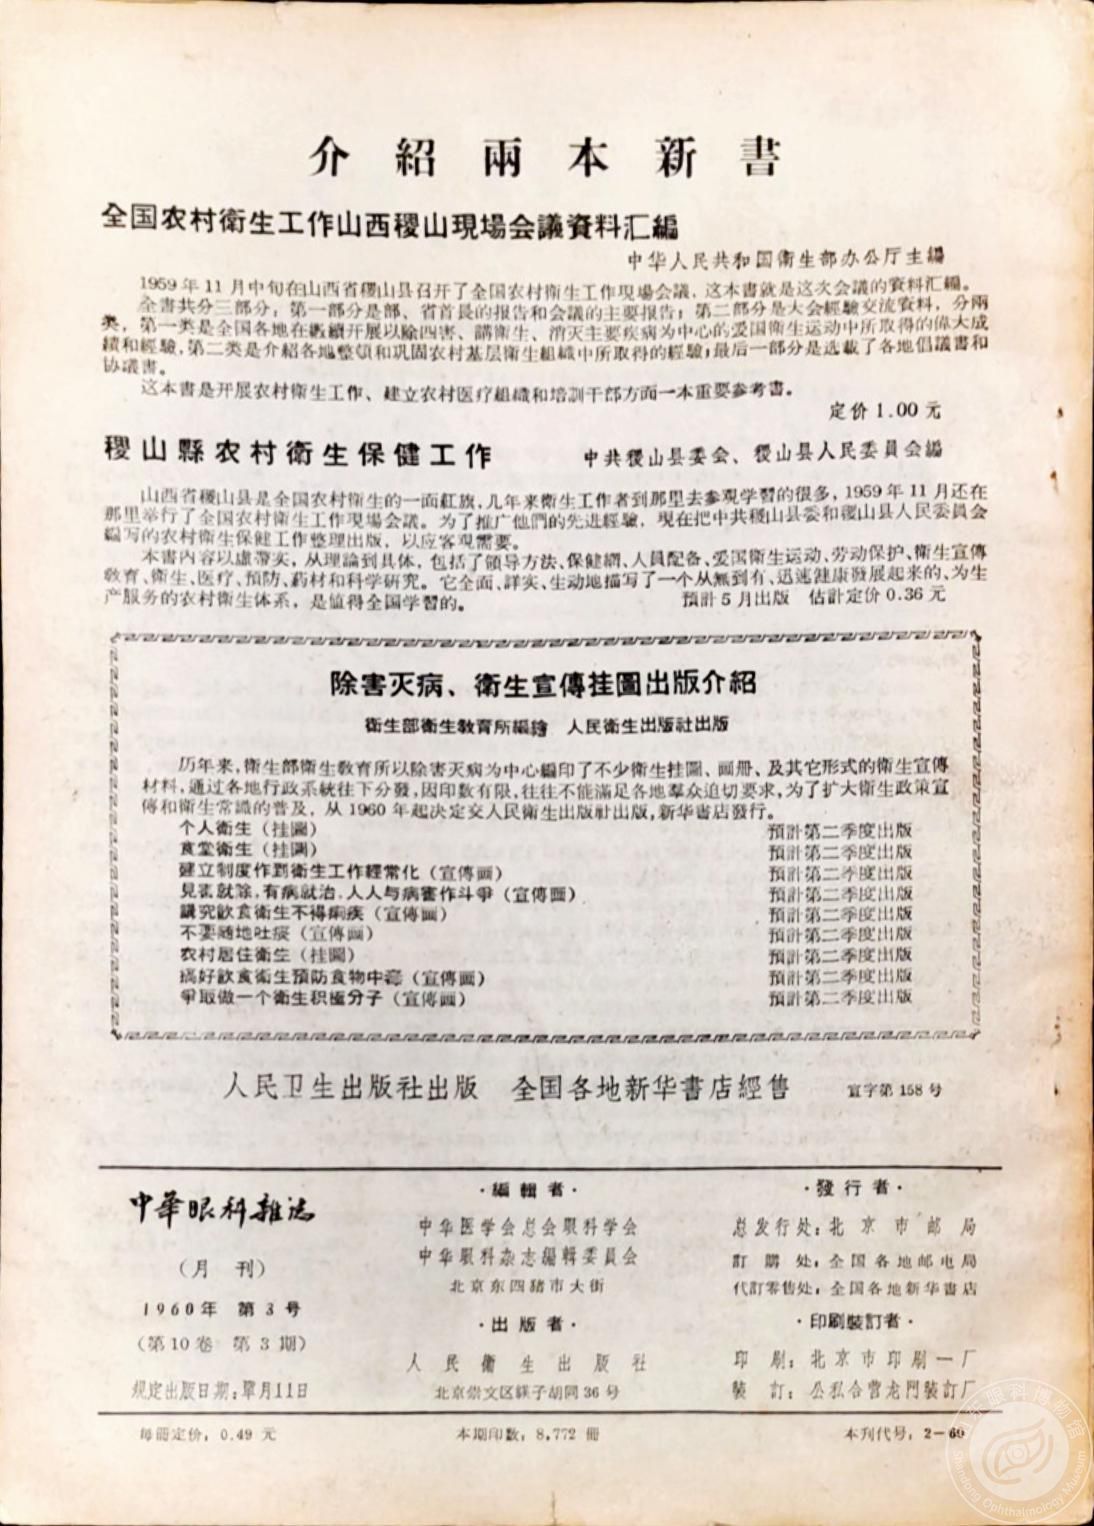 介紹兩本新書
全国农村衛生工作山西稷山現場会議資料汇編
中华人民共和国衛生部办公厅主編
1959年11月中旬在山西省稷山县召开了全国农村衛生工作現場会議，这本書就是这次会議的資料汇編。
全書共分三部分：第一部分是部、省首長的报告和会議的主要报告；第二部分是大会經驗交流資料，分兩
类，第一类是全国各地在繼續开展以除四害、講衛生、消灭主要疾病为中心的爱国衛生运动中所取得的偉大成
績和經驗，第二类是介紹各地整頓和巩固农村基层衛生組織中所取得的經驗；最后一部分是选載了各地倡議書和
协議書。
这本書是开展农村衛生工作、建立农村医疗組織和培訓干部方面一本重要参考書。
定价 1.00 元
稷山縣农村衛生保健工作
中共稷山县委会、稷山县人民委員会編
山西省稷山县是全国农村衛生的一面紅旗，几年来衛生工作者到那里去参观学習的很多，1959年11月还在
那里举行了全国农村衛生工作現場会議。为了推广他們的先进經驗，現在把中共稷山县委和稷山县人民委員会
編写的农村衛生保健工作整理出版，以应客观需要。
本書内容以虛帶实，从理論到具体，包括了領导方法、保健網、人員配备、爱国衛生运动、劳动保护、衛生宣傳
教育、衛生、医疗、預防、葯材和科学研究。它全面、詳实、生动地描写了一个从無到有、迅速健康發展起来的、为生
产服务的农村衛生体系，是值得全国学習的。
預計5月出版 估計定价0.36元
除害灭病、衛生宣傳挂圖出版介紹
衛生部衛生教育所編繪 人民衛生出版社出版
历年来，衛生部衛生教育所以除害灭病为中心編印了不少衛生挂圖、画册、及其它形式的衛生宣傳
材料，通过各地行政系統往下分發，因印数有限，往往不能滿足各地羣众迫切要求，为了扩大衛生政策宣
傳和衛生常識的普及，从1960年起决定交人民衛生出版社出版，新华書店發行。
个人衛生（挂圖） 預計第二季度出版
食堂衛生（挂圖） 預計第二季度出版
建立制度作到衛生工作經常化（宣傳画） 預計第二季度出版
見害就除，有病就治，人人与病害作斗爭（宣傳画） 預計第二季度出版
講究飲食衛生不得痢疾（宣傳画） 預計第二季度出版
不要随地吐痰（宣傳画） 預計第二季度出版
农村居住衛生（挂圖） 預計第二季度出版
搞好飲食衛生預防食物中毒（宣傳画） 預計第二季度出版
爭取做一个衛生积極分子（宣傳画） 預計第二季度出版
人民卫生出版社出版 全国各地新华書店經售 宣字第158号
中華眼科雜誌
（月 刊）
1960年 第3号
（第10卷 第3期）
規定出版日期：單月11日
·編輯者·
中华医学会总会眼科学会
中华眼科杂志編輯委員会
北京东四豬市大街
·出版者·
人民衛生出版社
北京崇文区䌈子胡同36号
·發行者·
总发行处：北京市邮局
訂購处：全国各地邮电局
代訂零售处：全国各地新华書店
·印刷裝訂者·
印刷：北京市印刷一厂
裝訂：公私合营龙門裝訂厂
每冊定价：0.49元
本期印数：8,772冊
本刊代号：2—69
山东眼科博物馆
Shandong Ophthalmology Museum